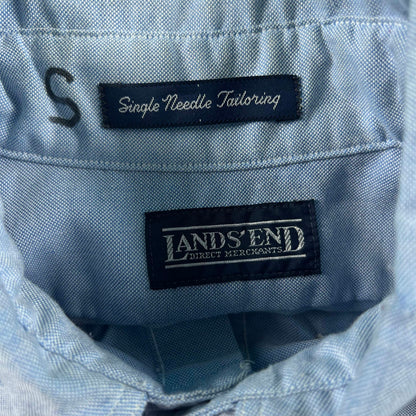 S
Single Needle Tailoring
LANDS' END
DIRECT MERCHANTS